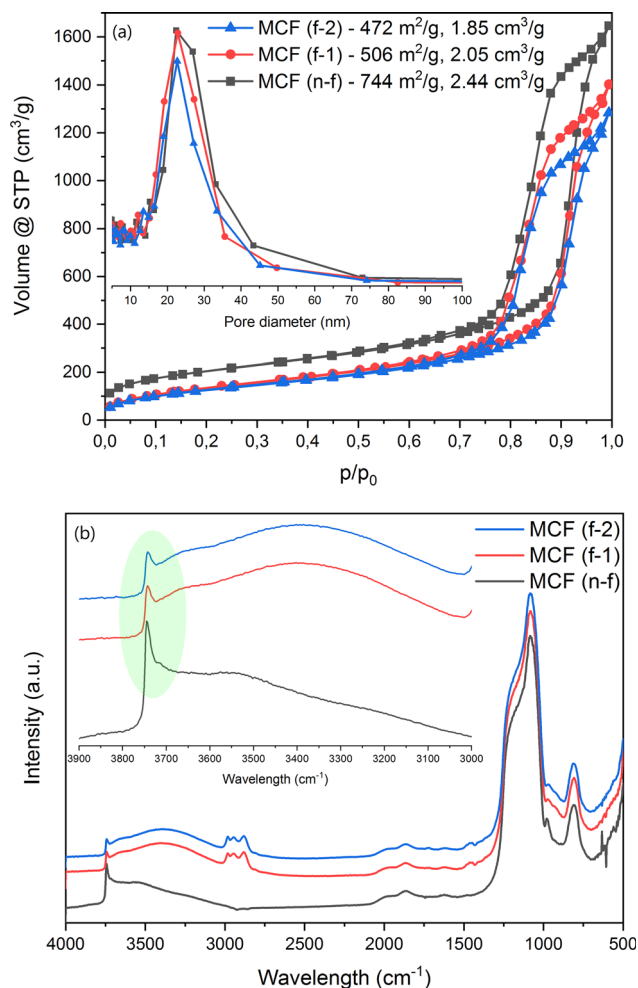 (a)
MCF (f-2) - 472 m²/g, 1.85 cm³/g
MCF (f-1) - 506 m²/g, 2.05 cm³/g
MCF (n-f) - 744 m²/g, 2.44 cm³/g
Volume @ STP (cm³/g)
1600
1400
1200
1000
800
600
400
200
0
10 20 30 40 50 60 70 80 90 100
Pore diameter (nm)
0,0 0,1 0,2 0,3 0,4 0,5 0,6 0,7 0,8 0,9 1,0
p/p₀
(b)
MCF (f-2)
MCF (f-1)
MCF (n-f)
Intensity (a.u.)
3900 3800 3700 3600 3500 3400 3300 3200 3100 3000
Wavelength (cm⁻¹)
4000 3500 3000 2500 2000 1500 1000 500
Wavelength (cm⁻¹)